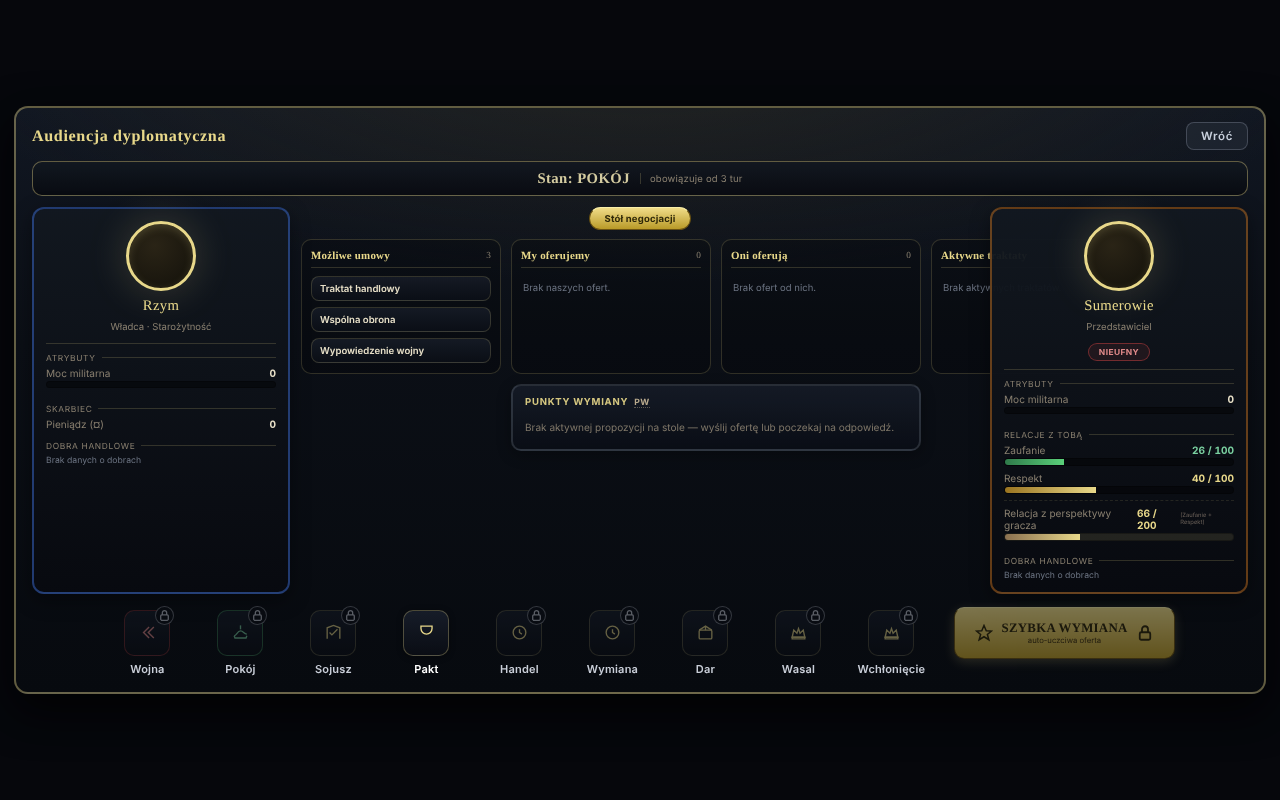 Audiencja dyplomatyczna
Wróć
Stan: POKÓJ
obowiązuje od 3 tur
Rzym
Władca · Starożytność
ATRYBUTY
Moc militarna 0
SKARBIEC
Pieniądz (¤) 0
DOBRA HANDLOWE
Brak danych o dobrach
Stół negocjacji
Możliwe umowy 3
Traktat handlowy
Wspólna obrona
Wypowiedzenie wojny
My oferujemy 0
Brak naszych ofert.
Oni oferują 0
Brak ofert od nich.
Aktywne
Brak
PUNKTY WYMIANY PW
Brak aktywnej propozycji na stole — wyślij ofertę lub poczekaj na odpowiedź.
Sumerowie
Przedstawiciel
NIEUFNY
ATRYBUTY
Moc militarna 0
RELACJE Z TOBĄ
Zaufanie 26 / 100
Respekt 40 / 100
Relacja z perspektywy
gracza
66 /
200
(Zaufanie +
Respekt)
DOBRA HANDLOWE
Brak danych o dobrach
Wojna
Pokój
Sojusz
Pakt
Handel
Wymiana
Dar
Wasal
Wchłonięcie
SZYBKA WYMIANA
auto-uczciwa oferta